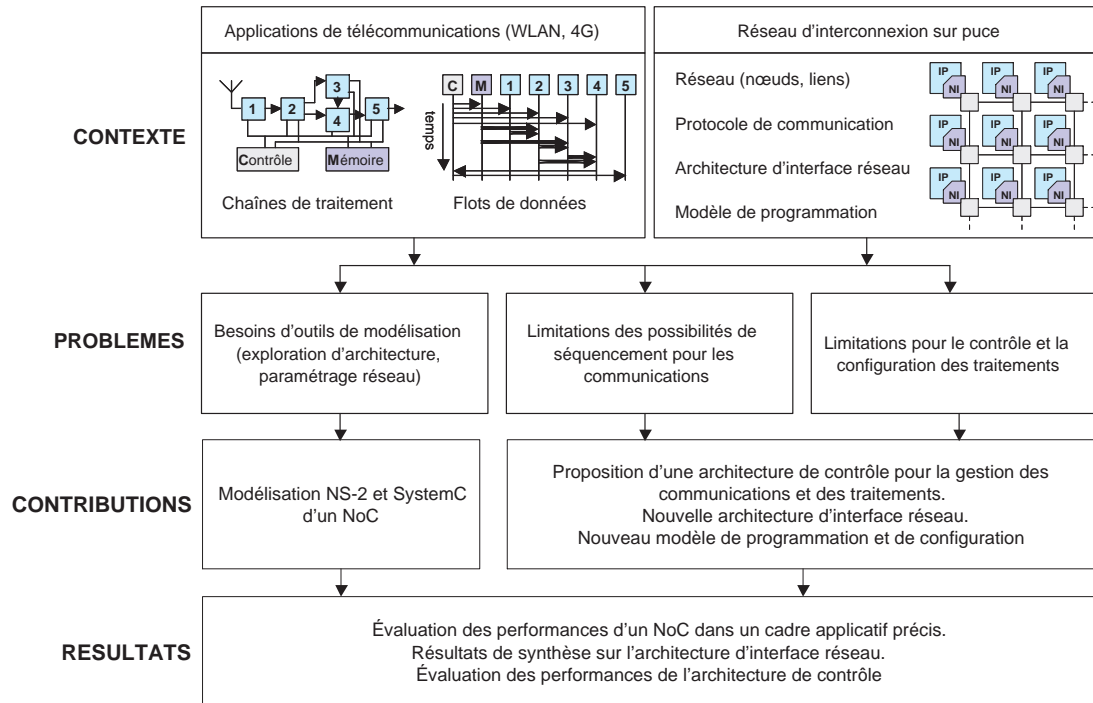 Applications de télécommunications (WLAN, 4G)
Réseau d'interconnexion sur puce
CONTEXTE
1
2
3
4
5
Contrôle
Mémoire
Chaînes de traitement
C M 1 2 3 4 5
temps
Flots de données
Réseau (nœuds, liens)
Protocole de communication
Architecture d'interface réseau
Modèle de programmation
IP IP IP
NI NI NI
IP IP IP
NI NI NI
IP IP IP
NI NI NI
PROBLEMES
Besoins d'outils de modélisation
(exploration d'architecture,
paramétrage réseau)
Limitations des possibilités de
séquencement pour les
communications
Limitations pour le contrôle et la
configuration des traitements
CONTRIBUTIONS
Modélisation NS-2 et SystemC
d'un NoC
Proposition d'une architecture de contrôle pour la gestion des
communications et des traitements.
Nouvelle architecture d'interface réseau.
Nouveau modèle de programmation et de configuration
RESULTATS
Évaluation des performances d'un NoC dans un cadre applicatif précis.
Résultats de synthèse sur l'architecture d'interface réseau.
Évaluation des performances de l'architecture de contrôle